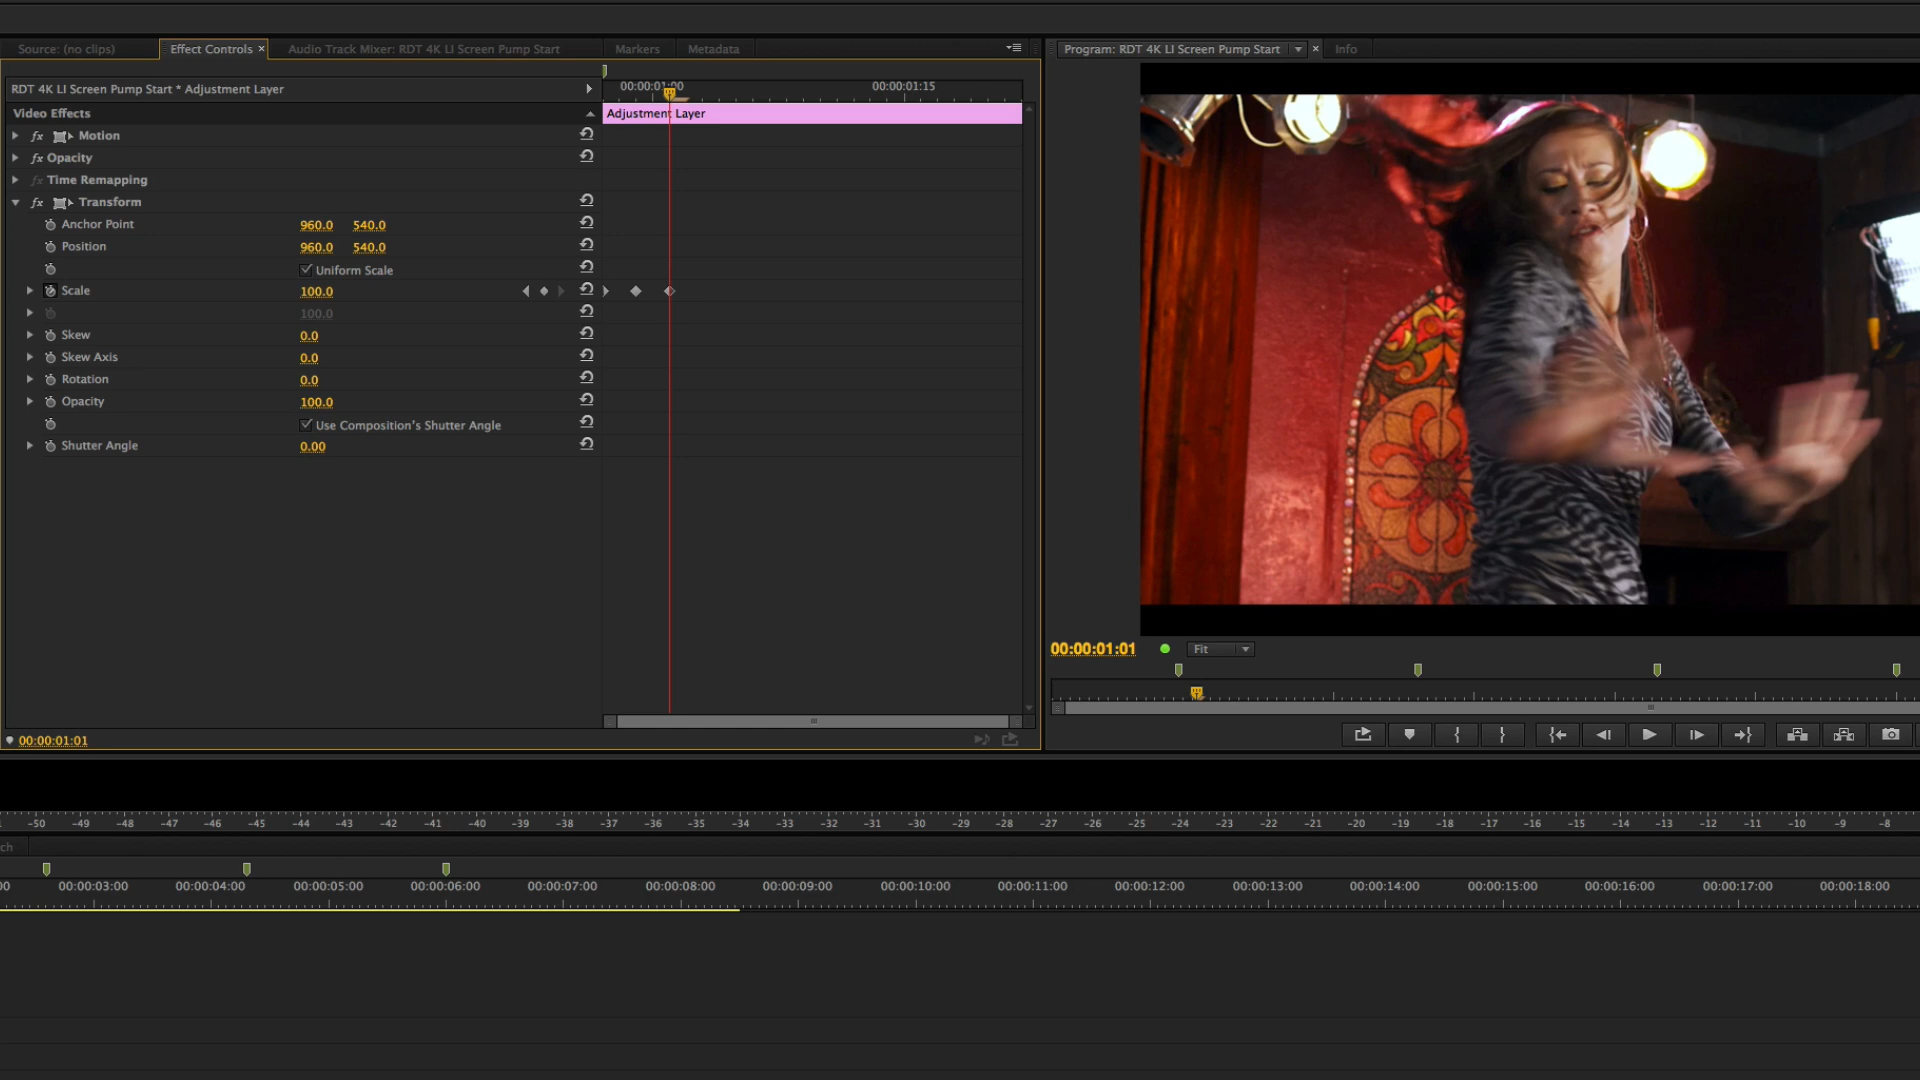 Source: (no clips)
Effect Controls ×
Audio Track Mixer: RDT 4K LI Screen Pump Start
Markers
Metadata
Program: RDT 4K LI Screen Pump Start ×
Info
RDT 4K LI Screen Pump Start * Adjustment Layer
00:00:01:00
00:00:01:15
Video Effects
Adjustment Layer
fx Motion
fx Opacity
fx Time Remapping
fx Transform
Anchor Point 960.0 540.0
Position 960.0 540.0
Uniform Scale
Scale 100.0
100.0
Skew 0.0
Skew Axis 0.0
Rotation 0.0
Opacity 100.0
Use Composition's Shutter Angle
Shutter Angle 0.00
00:00:01:01
00:00:01:01
Fit
-50 -49 -48 -47 -46 -45 -44 -43 -42 -41 -40 -39 -38 -37 -36 -35 -34 -33 -32 -31 -30 -29 -28 -27 -26 -25 -24 -23 -22 -21 -20 -19 -18 -17 -16 -15 -14 -13 -12 -11 -10 -9 -8
ch
00 00:00:03:00 00:00:04:00 00:00:05:00 00:00:06:00 00:00:07:00 00:00:08:00 00:00:09:00 00:00:10:00 00:00:11:00 00:00:12:00 00:00:13:00 00:00:14:00 00:00:15:00 00:00:16:00 00:00:17:00 00:00:18:00